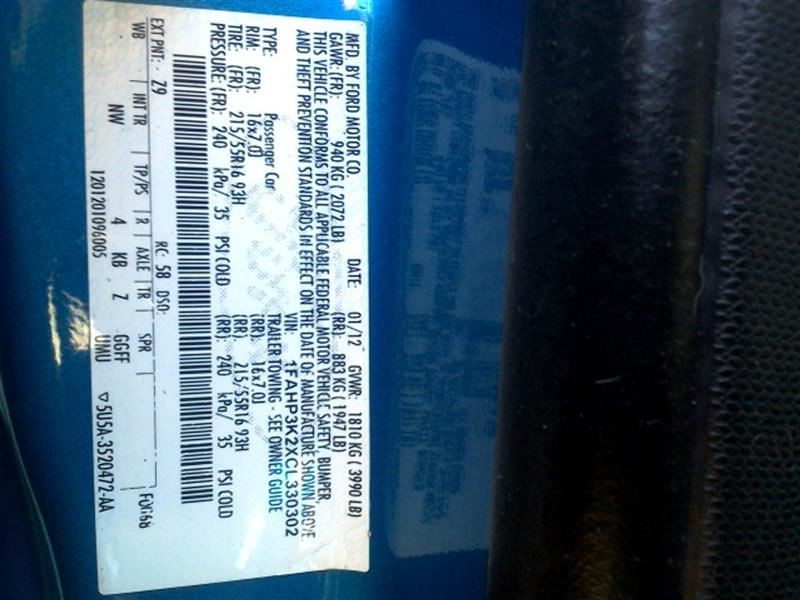 MFD. BY FORD MOTOR CO. DATE: 01/12 GVWR: 1810 KG ( 3990 LB)
GAWR: (FR): 940 KG ( 2072 LB) (RR): 883 KG ( 1947 LB)
THIS VEHICLE CONFORMS TO ALL APPLICABLE FEDERAL MOTOR VEHICLE SAFETY, BUMPER,
AND THEFT PREVENTION STANDARDS IN EFFECT ON THE DATE OF MANUFACTURE SHOWN ABOVE
VIN: 1FAHP3K2XCL330302
TYPE: Passenger Car TRAILER TOWING - SEE OWNER GUIDE
RIM: (FR): 16x7.0J (RR): 16x7.0J
TIRE: (FR): 215/55R16 93H (RR): 215/55R16 93H
PRESSURE: (FR): 240 kPa/ 35 PSI COLD (RR): 240 kPa/ 35 PSI COLD
EXT PNT: Z9 RC: 58 DSO: F0168
WB INT TR TP/PS R AXLE TR SPR
NW 4 KB Z GGFF
1201201096005 UMU ▽ 5U5A-3520472-AA